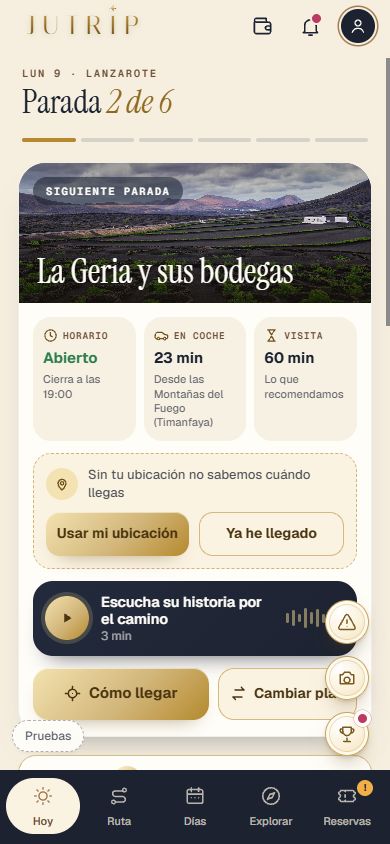 JUTRIP
LUN 9 · LANZAROTE
Parada 2 de 6
SIGUIENTE PARADA
La Geria y sus bodegas
HORARIO
Abierto
Cierra a las
19:00
EN COCHE
23 min
Desde las
Montañas del
Fuego
(Timanfaya)
VISITA
60 min
Lo que
recomendamos
Sin tu ubicación no sabemos cuándo
llegas
Usar mi ubicación
Ya he llegado
Escucha su historia por
el camino
3 min
Cómo llegar
Cambiar pla
Pruebas
Hoy
Ruta
Días
Explorar
!
Reservas